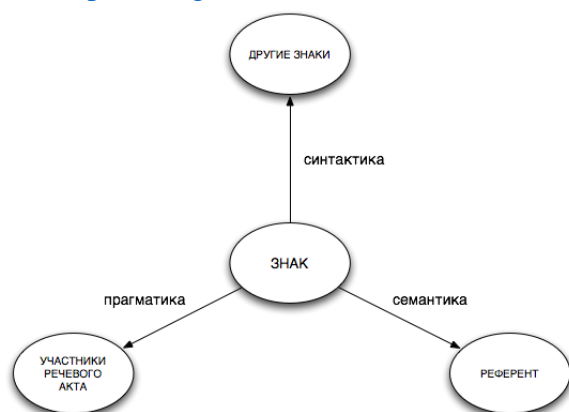 ДРУГИЕ ЗНАКИ
синтактика
ЗНАК
прагматика
семантика
УЧАСТНИКИ
РЕЧЕВОГО
АКТА
РЕФЕРЕНТ